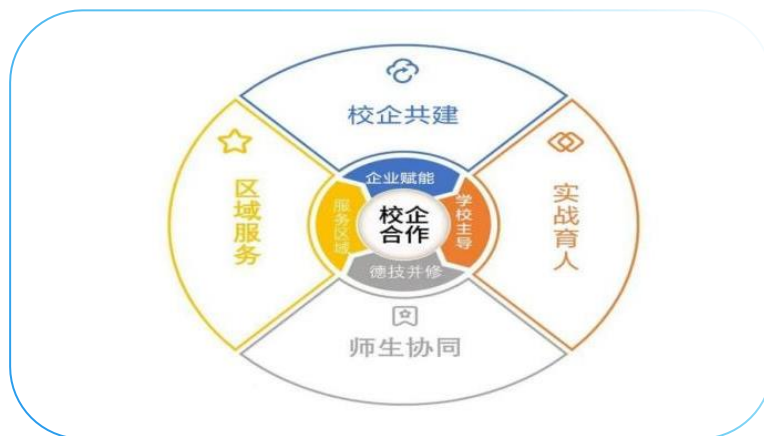 校企共建
企业赋能
区域服务
服务区域
校企
合作
学校主导
实战育人
德技并修
师生协同